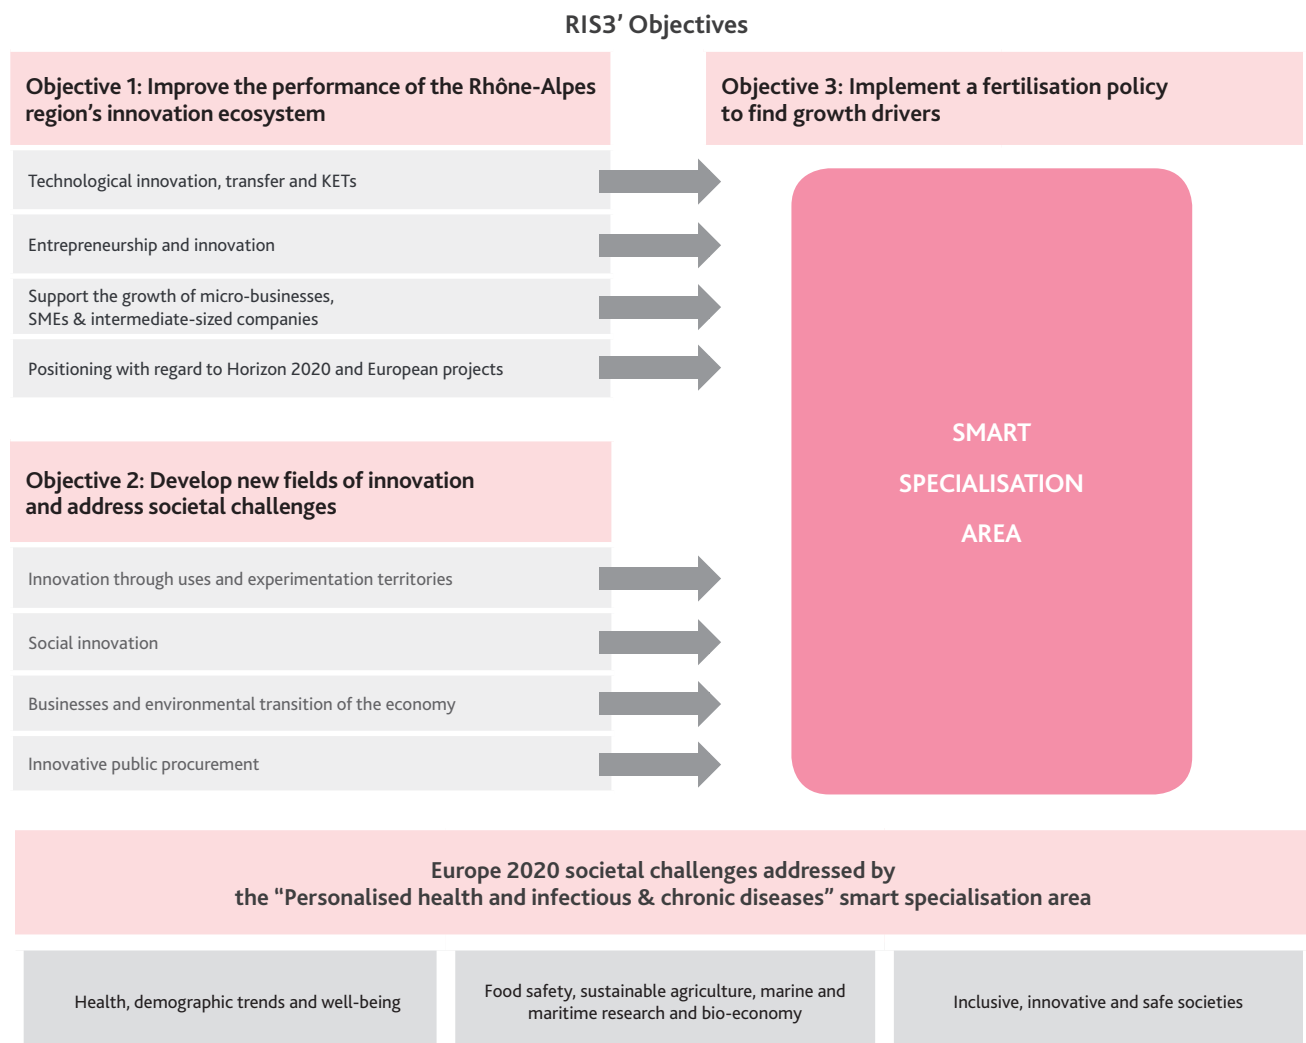 RIS3’ Objectives
Objective 1: Improve the performance of the Rhône-Alpes
region’s innovation ecosystem
Technological innovation, transfer and KETs
Entrepreneurship and innovation
Support the growth of micro-businesses,
SMEs & intermediate-sized companies
Positioning with regard to Horizon 2020 and European projects
Objective 2: Develop new fields of innovation
and address societal challenges
Innovation through uses and experimentation territories
Social innovation
Businesses and environmental transition of the economy
Innovative public procurement
Objective 3: Implement a fertilisation policy
to find growth drivers
SMART
SPECIALISATION
AREA
Europe 2020 societal challenges addressed by
the “Personalised health and infectious & chronic diseases” smart specialisation area
Health, demographic trends and well-being
Food safety, sustainable agriculture, marine and
maritime research and bio-economy
Inclusive, innovative and safe societies